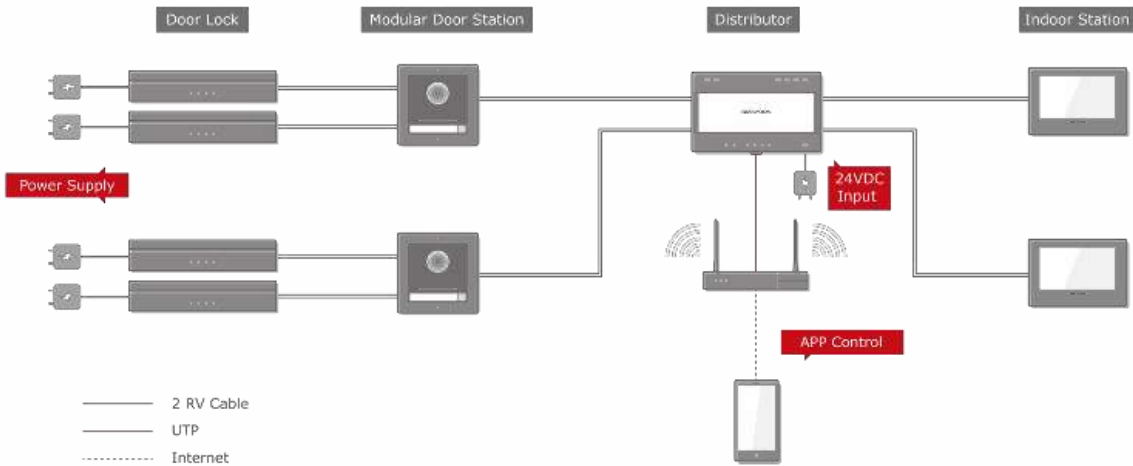 Door Lock
Modular Door Station
Distributor
Indoor Station
Power Supply
24VDC
Input
APP Control
2 RV Cable
UTP
Internet